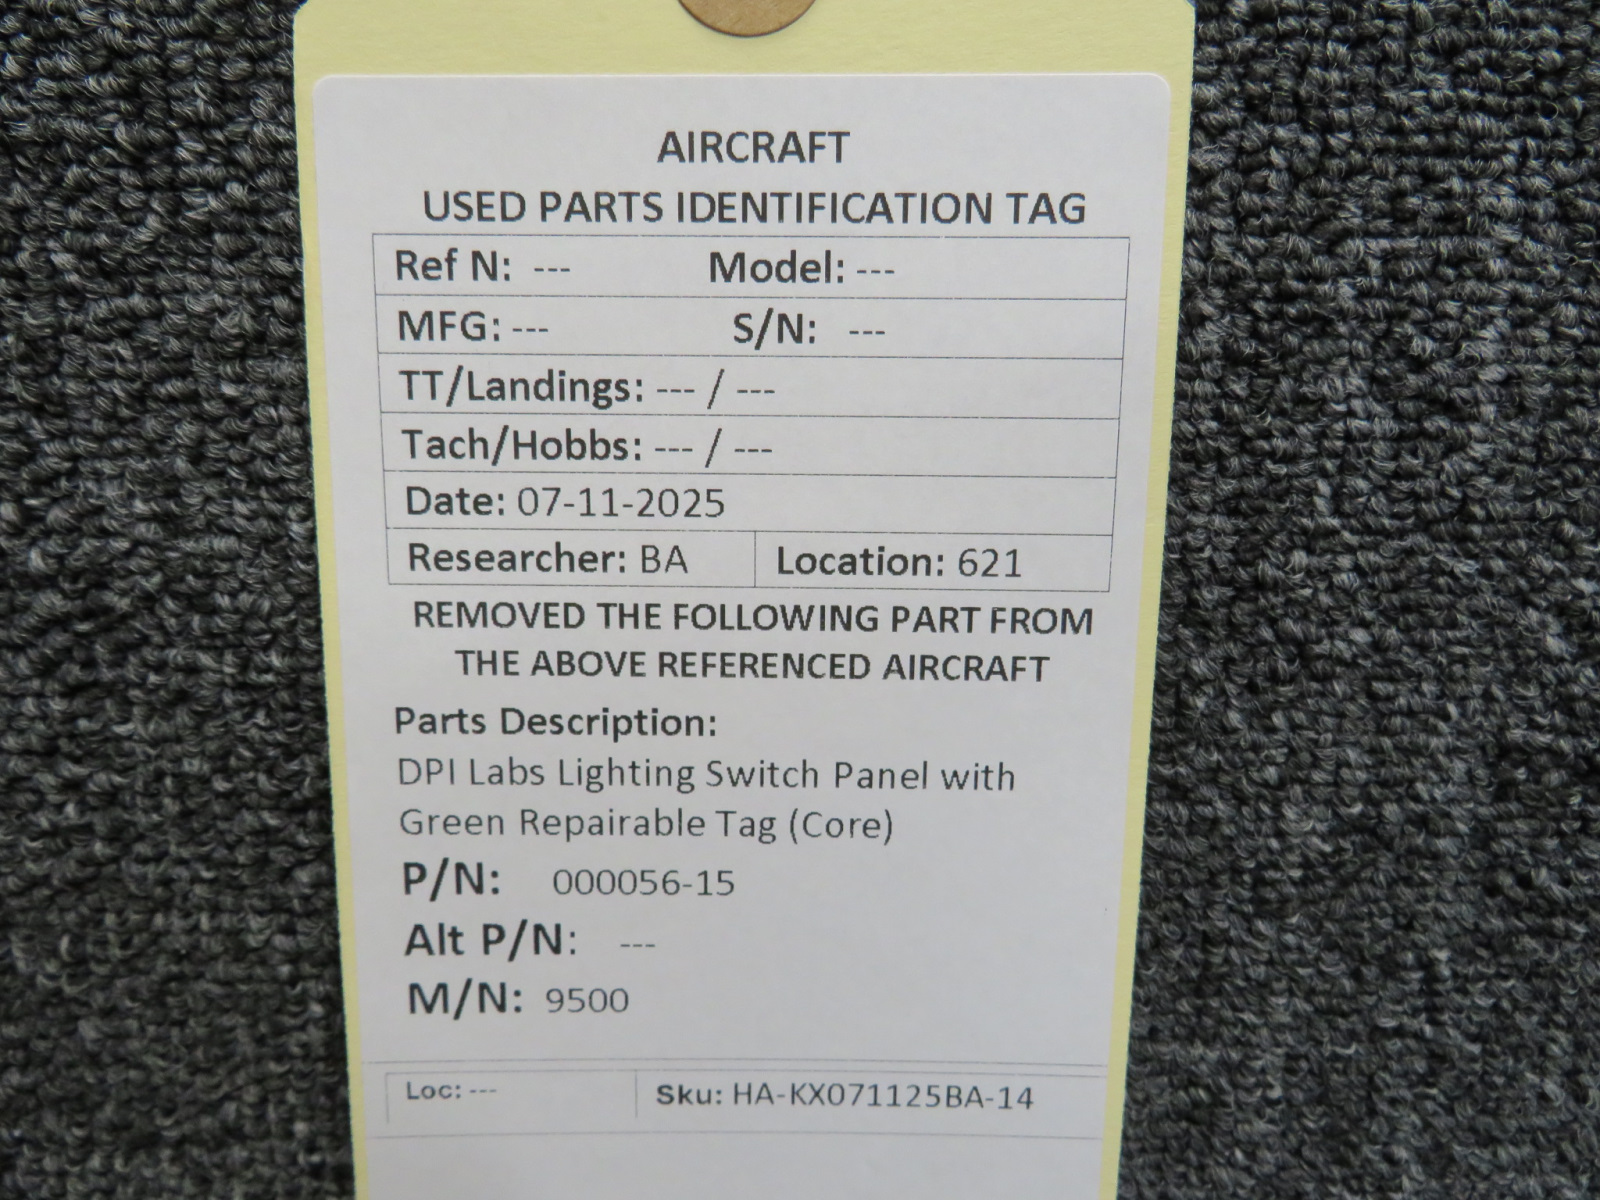 AIRCRAFT
USED PARTS IDENTIFICATION TAG
Ref N: --- Model: ---
MFG: --- S/N: ---
TT/Landings: --- / ---
Tach/Hobbs: --- / ---
Date: 07-11-2025
Researcher: BA Location: 621
REMOVED THE FOLLOWING PART FROM
THE ABOVE REFERENCED AIRCRAFT
Parts Description:
DPI Labs Lighting Switch Panel with
Green Repairable Tag (Core)
P/N: 000056-15
Alt P/N: ---
M/N: 9500
Loc: --- Sku: HA-KX071125BA-14